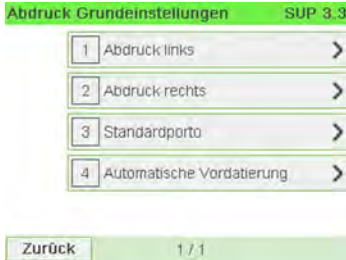 Abdruck Grundeinstellungen SUP 3.3
1 Abdruck links
2 Abdruck rechts
3 Standardporto
4 Automatische Vordatierung
Zurück 1/1